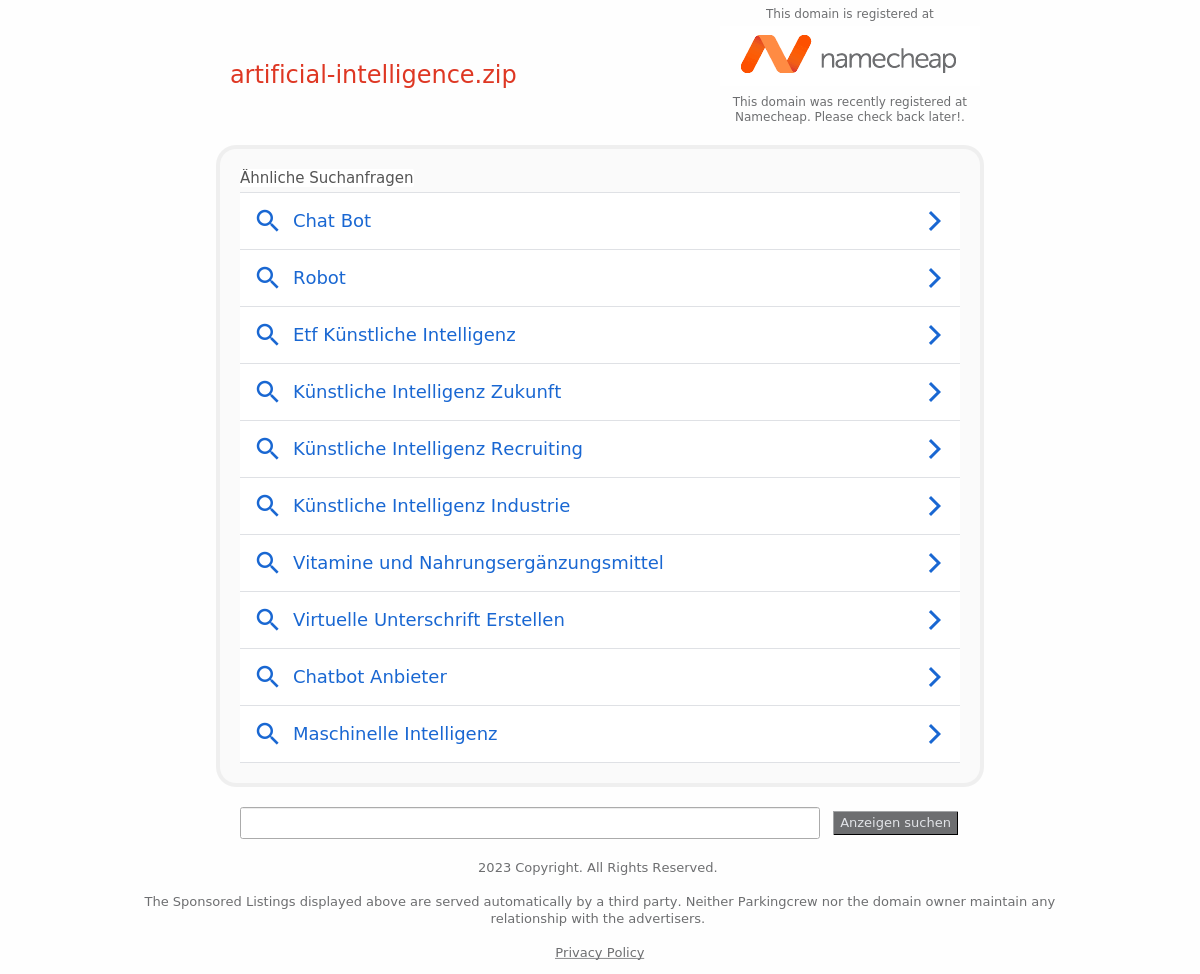 This domain is registered at
namecheap
artificial-intelligence.zip
This domain was recently registered at
Namecheap. Please check back later!.
Ähnliche Suchanfragen
Chat Bot
Robot
Etf Künstliche Intelligenz
Künstliche Intelligenz Zukunft
Künstliche Intelligenz Recruiting
Künstliche Intelligenz Industrie
Vitamine und Nahrungsergänzungsmittel
Virtuelle Unterschrift Erstellen
Chatbot Anbieter
Maschinelle Intelligenz
Anzeigen suchen
2023 Copyright. All Rights Reserved.
The Sponsored Listings displayed above are served automatically by a third party. Neither Parkingcrew nor the domain owner maintain any
relationship with the advertisers.
Privacy Policy